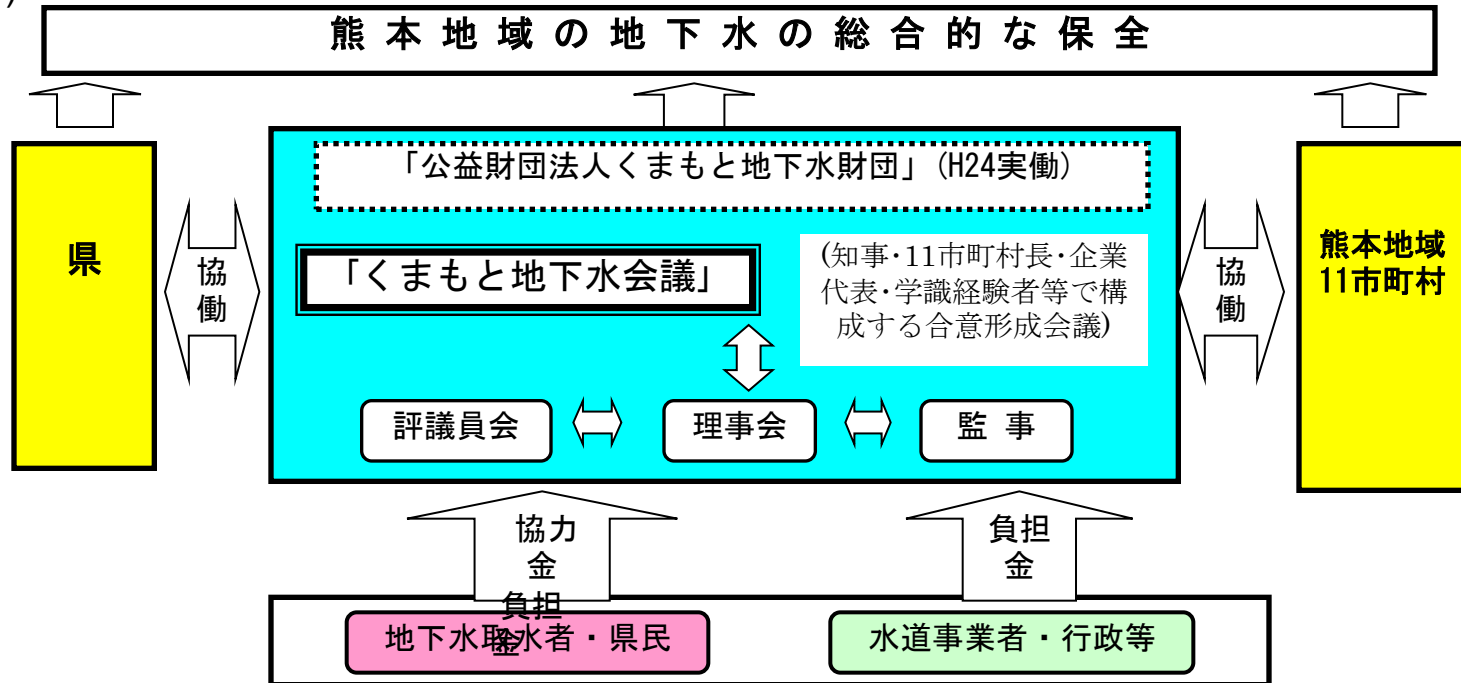 )
熊本地域の地下水の総合的な保全
「公益財団法人くまもと地下水財団」(H24実働)
県
協
働
「くまもと地下水会議」
(知事・11市町村長・企業
代表・学識経験者等で構
成する合意形成会議)
協
働
熊本地域
11市町村
評議員会
理事会
監 事
協力
金
負担
金
負担
金
地下水取水者・県民
水道事業者・行政等